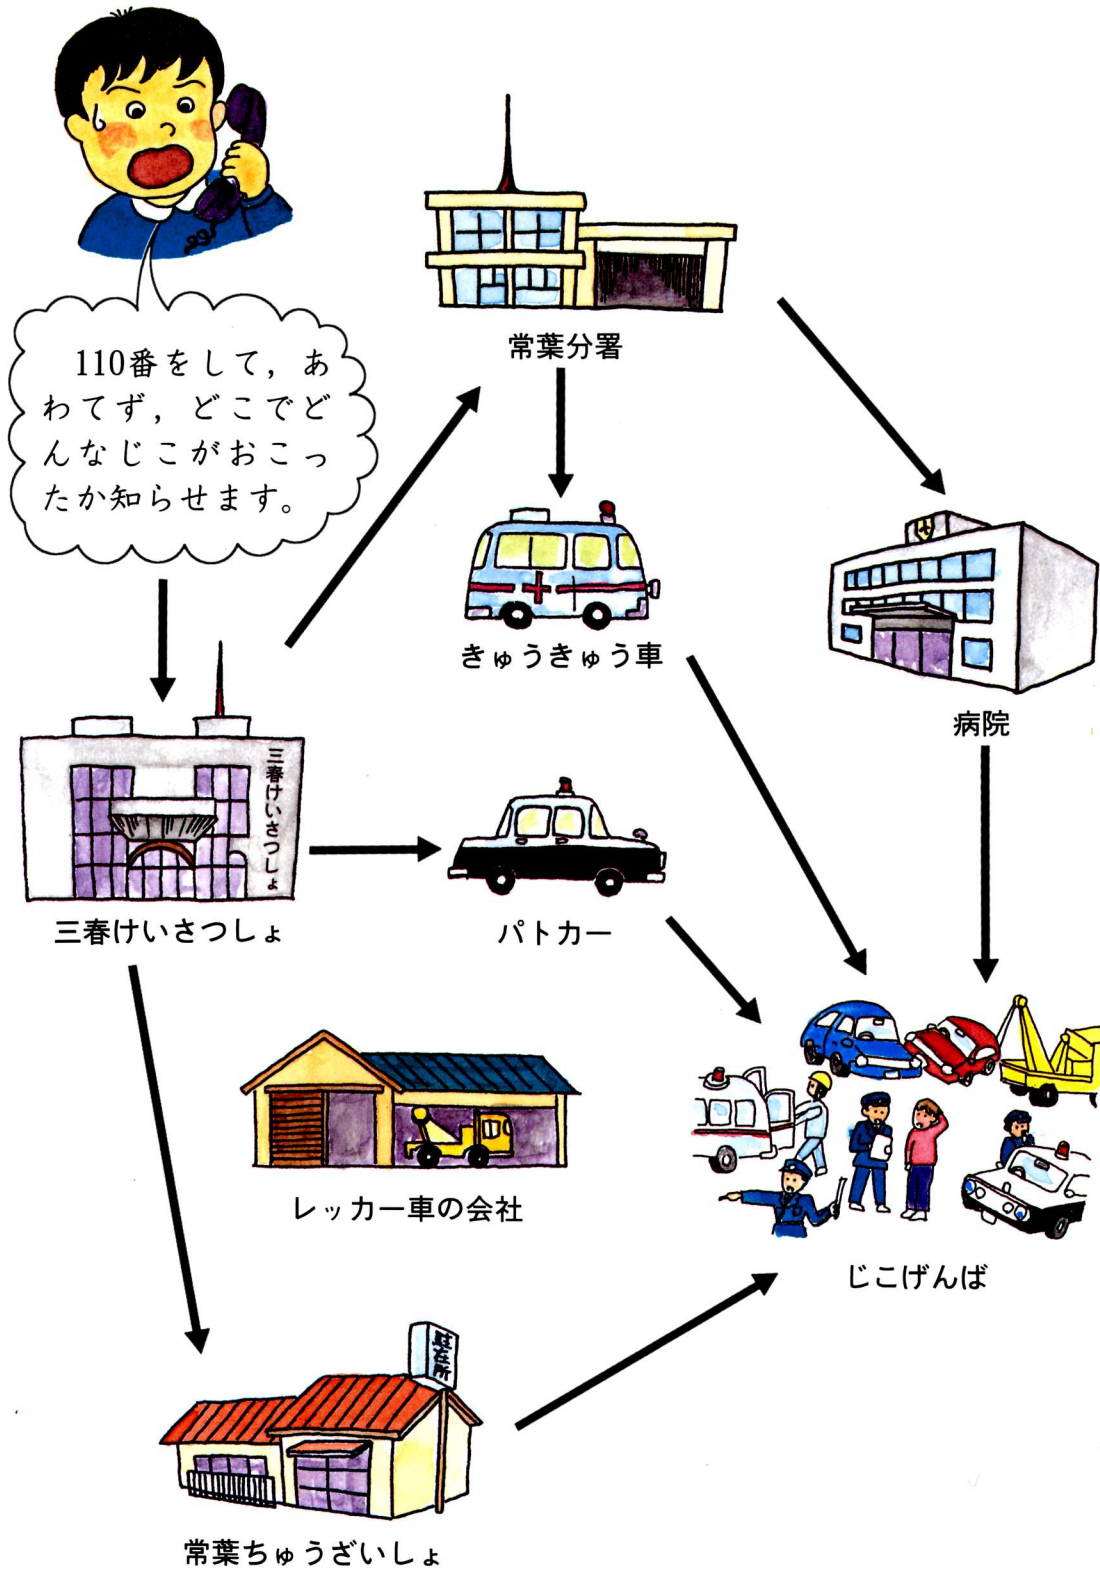 110番をして，あ
わてず，どこでど
んなじこがおこっ
たか知らせます。
常葉分署
きゅうきゅう車
病院
三春けいさつしょ
三春けいさつしょ
パトカー
レッカー車の会社
じこげんば
駐在所
常葉ちゅうざいしょ